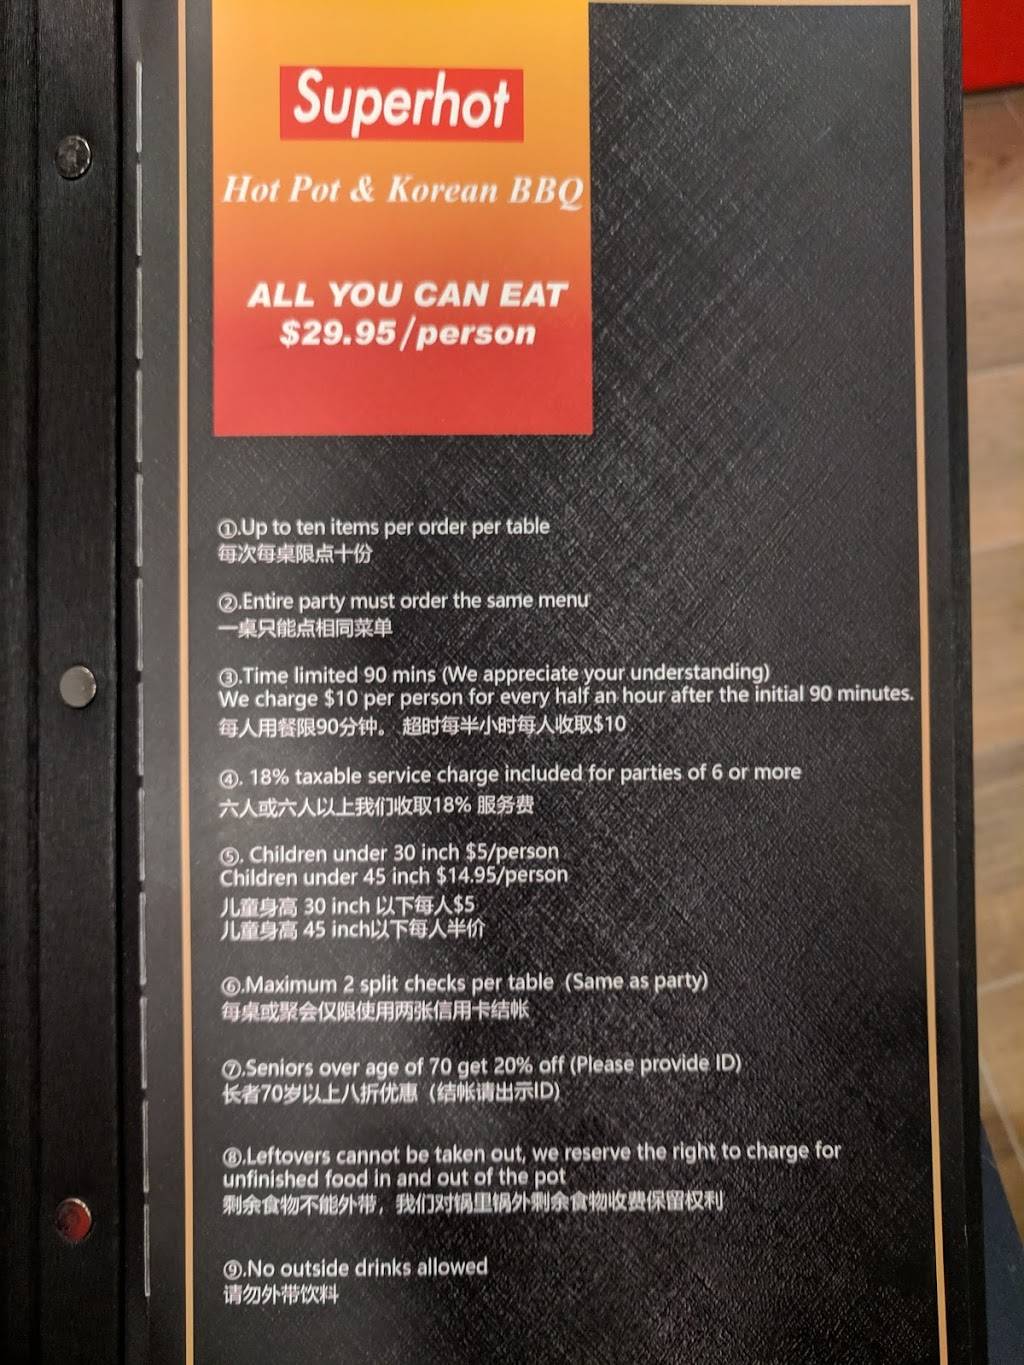 Superhot
Hot Pot & Korean BBQ
ALL YOU CAN EAT
$29.95/person
①.Up to ten items per order per table
每次每桌限点十份
②.Entire party must order the same menu
一桌只能点相同菜单
③.Time limited 90 mins (We appreciate your understanding)
We charge $10 per person for every half an hour after the initial 90 minutes.
每人用餐限90分钟。 超时每半小时每人收取$10
④. 18% taxable service charge included for parties of 6 or more
六人或六人以上我们收取18% 服务费
⑤. Children under 30 inch $5/person
Children under 45 inch $14.95/person
儿童身高 30 inch 以下每人$5
儿童身高 45 inch以下每人半价
⑥.Maximum 2 split checks per table（Same as party)
每桌或聚会仅限使用两张信用卡结帐
⑦.Seniors over age of 70 get 20% off (Please provide ID)
长者70岁以上八折优惠（结帐请出示ID)
⑧.Leftovers cannot be taken out, we reserve the right to charge for
unfinished food in and out of the pot
剩余食物不能外带，我们对锅里锅外剩余食物收费保留权利
⑨.No outside drinks allowed
请勿外带饮料